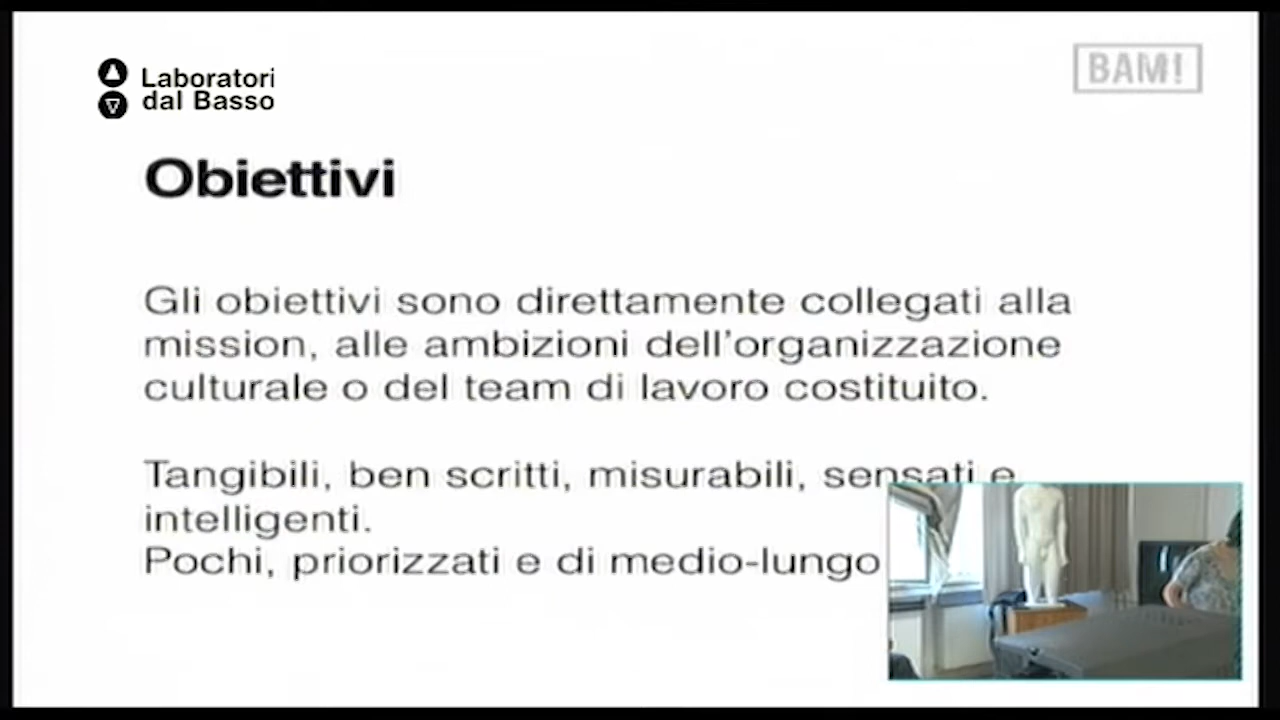 Laboratori
dal Basso
BAM!
Obiettivi
Gli obiettivi sono direttamente collegati alla
mission, alle ambizioni dell'organizzazione
culturale o del team di lavoro costituito.
Tangibili, ben scritti, misurabili, sensati e
intelligenti.
Pochi, priorizzati e di medio-lungo